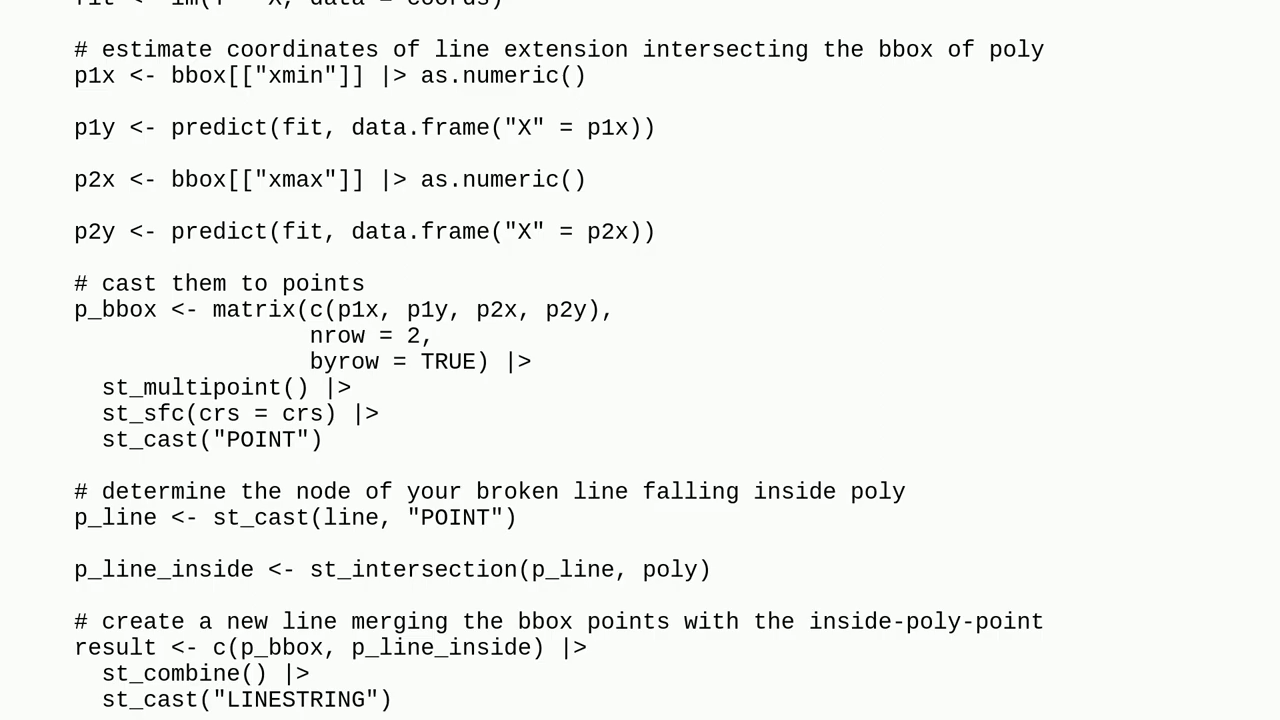 fit <- lm(Y ~ X, data = coords)
# estimate coordinates of line extension intersecting the bbox of poly
p1x <- bbox[["xmin"]] |> as.numeric()
p1y <- predict(fit, data.frame("X" = p1x))
p2x <- bbox[["xmax"]] |> as.numeric()
p2y <- predict(fit, data.frame("X" = p2x))
# cast them to points
p_bbox <- matrix(c(p1x, p1y, p2x, p2y),
                 nrow = 2,
                 byrow = TRUE) |>
  st_multipoint() |>
  st_sfc(crs = crs) |>
  st_cast("POINT")
# determine the node of your broken line falling inside poly
p_line <- st_cast(line, "POINT")
p_line_inside <- st_intersection(p_line, poly)
# create a new line merging the bbox points with the inside-poly-point
result <- c(p_bbox, p_line_inside) |>
  st_combine() |>
  st_cast("LINESTRING")